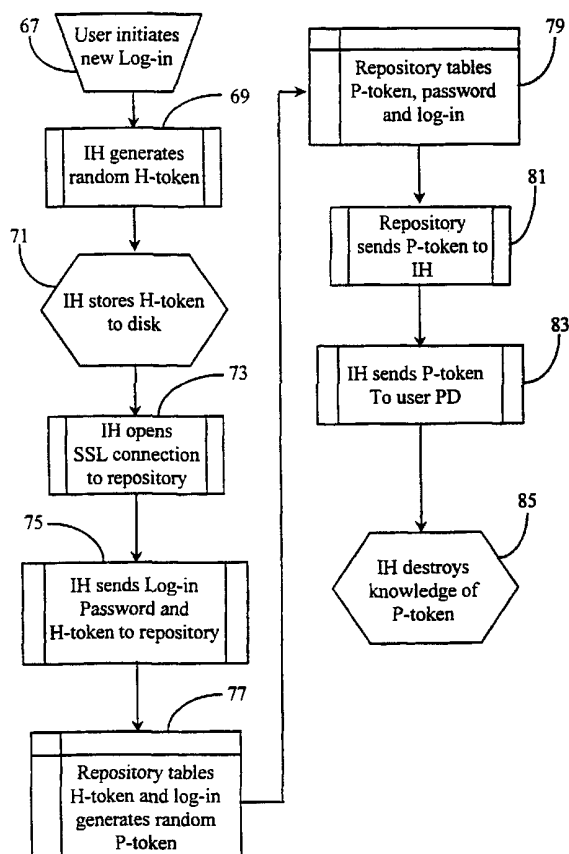 67
User initiates
new Log-in
69
IH generates
random H-token
71
IH stores H-token
to disk
73
IH opens
SSL connection
to repository
75
IH sends Log-in
Password and
H-token to repository
77
Repository tables
H-token and log-in
generates random
P-token
79
Repository tables
P-token, password
and log-in
81
Repository
sends P-token to
IH
83
IH sends P-token
To user PD
85
IH destroys
knowledge of
P-token